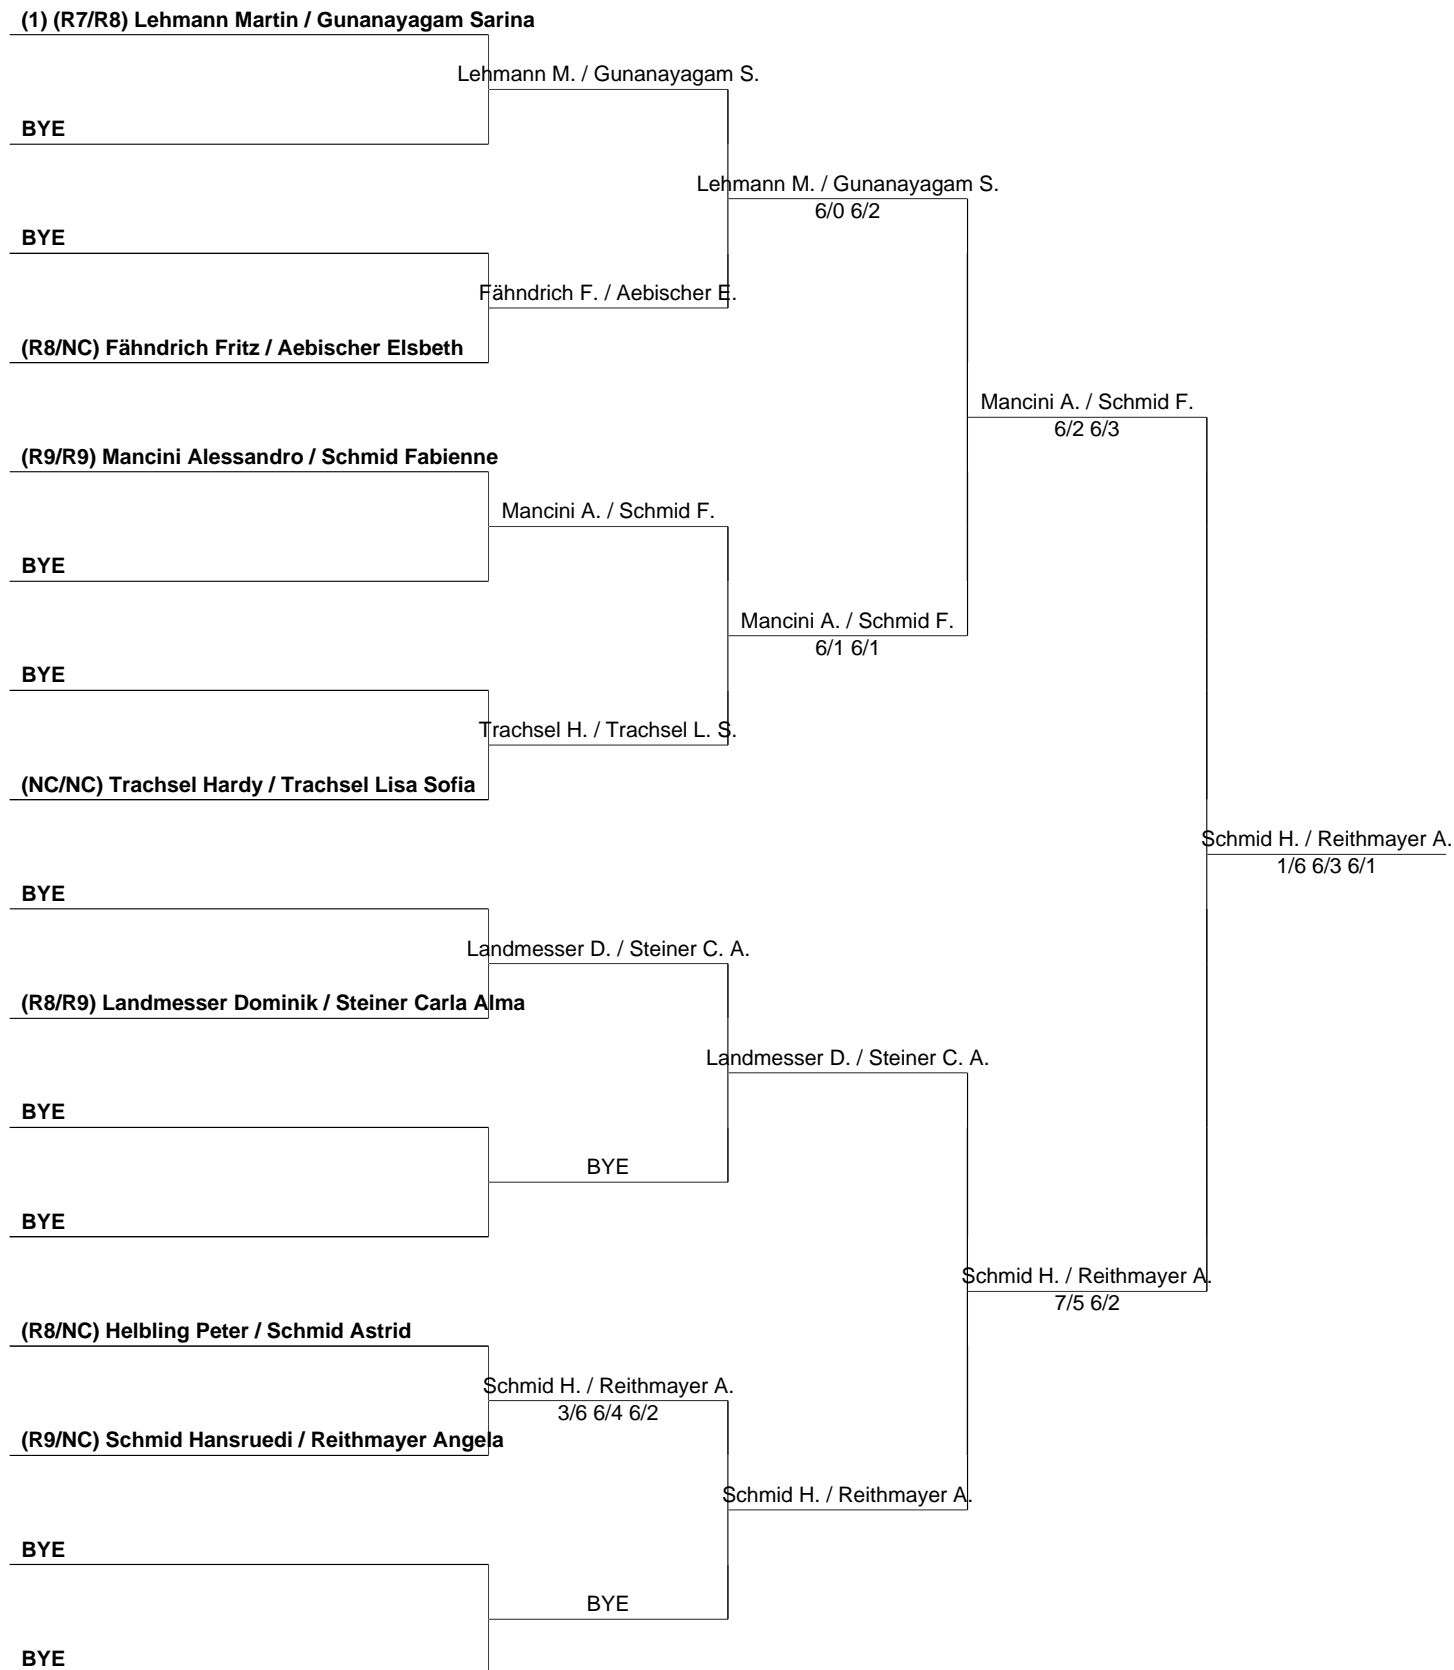 (1) (R7/R8) Lehmann Martin / Gunanayagam Sarina
Lehmann M. / Gunanayagam S.
BYE
Lehmann M. / Gunanayagam S.
6/0 6/2
BYE
Fähndrich F. / Aebischer E.
(R8/NC) Fähndrich Fritz / Aebischer Elsbeth
Mancini A. / Schmid F.
6/2 6/3
(R9/R9) Mancini Alessandro / Schmid Fabienne
Mancini A. / Schmid F.
BYE
Mancini A. / Schmid F.
6/1 6/1
BYE
Trachsel H. / Trachsel L. S.
(NC/NC) Trachsel Hardy / Trachsel Lisa Sofia
Schmid H. / Reithmayer A.
1/6 6/3 6/1
BYE
Landmesser D. / Steiner C. A.
(R8/R9) Landmesser Dominik / Steiner Carla Alma
Landmesser D. / Steiner C. A.
BYE
BYE
BYE
Schmid H. / Reithmayer A.
7/5 6/2
(R8/NC) Helbling Peter / Schmid Astrid
Schmid H. / Reithmayer A.
3/6 6/4 6/2
(R9/NC) Schmid Hansruedi / Reithmayer Angela
Schmid H. / Reithmayer A.
BYE
BYE
BYE